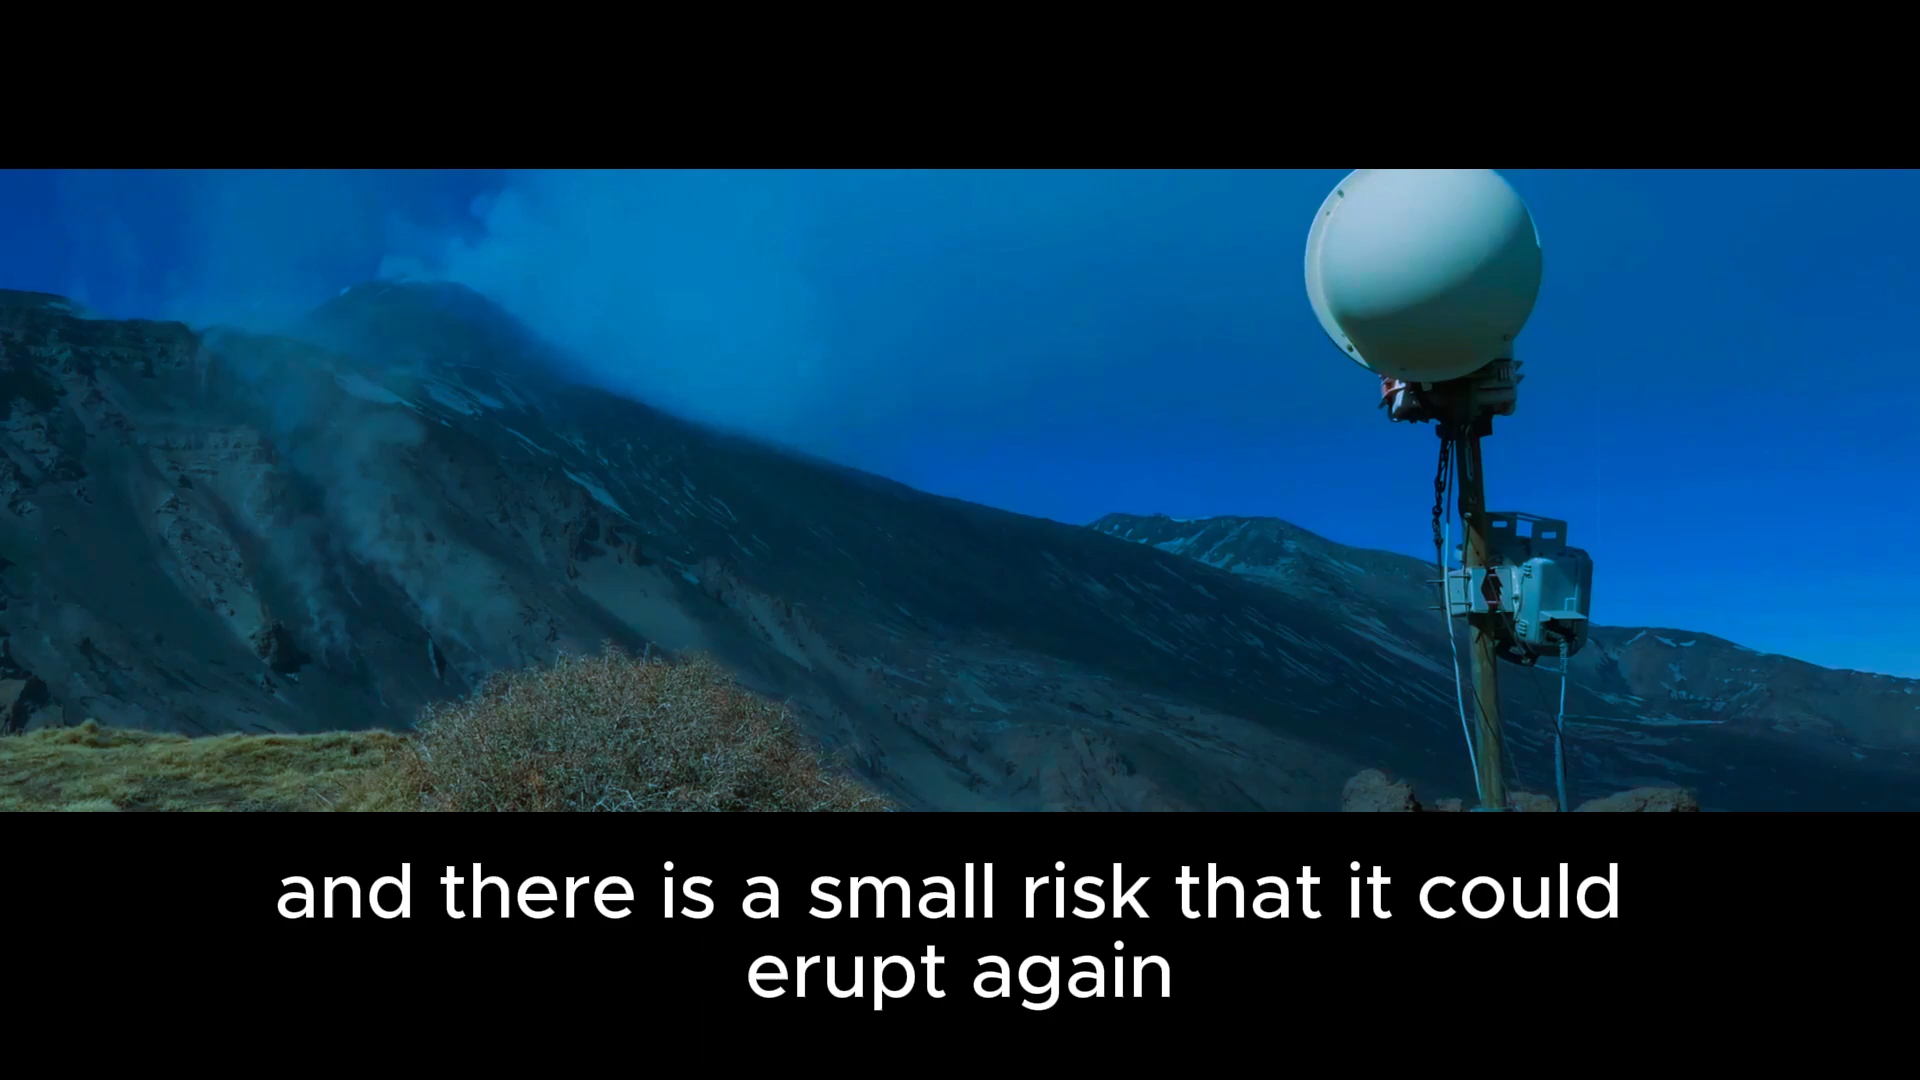 and there is a small risk that it could
erupt again